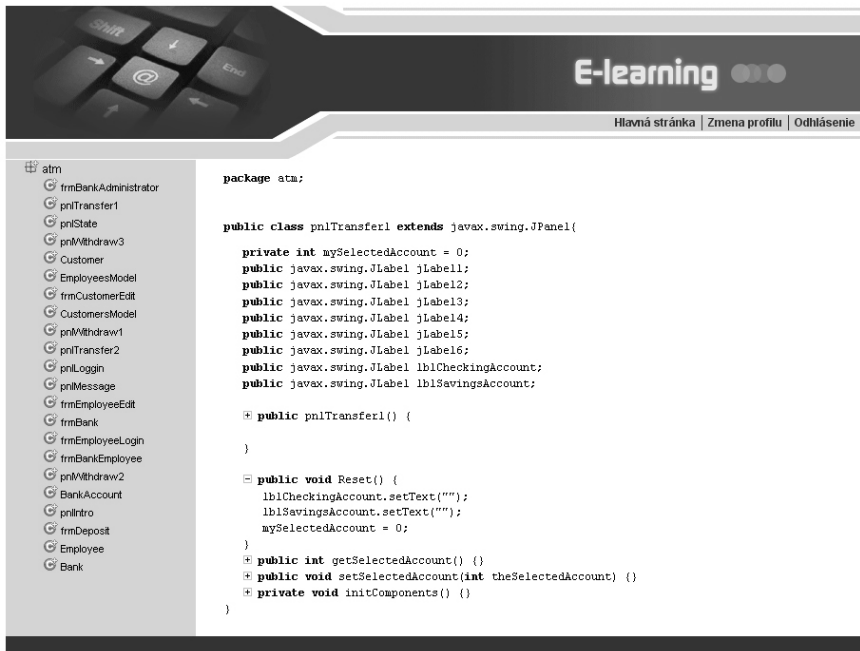 Shift
@
End
E-learning
Hlavná stránka | Zmena profilu | Odhlásenie
atm
frmBankAdministrator
pnlTransfer1
pnlState
pnlWithdraw3
Customer
EmployeesModel
frmCustomerEdit
CustomersModel
pnlWithdraw1
pnlTransfer2
pnlLoggin
pnlMessage
frmEmployeeEdit
frmBank
frmEmployeeLogin
frmBankEmployee
pnlWithdraw2
BankAccount
pnlIntro
frmDeposit
Employee
Bank
package atm;
public class pnlTransfer1 extends javax.swing.JPanel{
private int mySelectedAccount = 0;
public javax.swing.JLabel jLabel1;
public javax.swing.JLabel jLabel2;
public javax.swing.JLabel jLabel3;
public javax.swing.JLabel jLabel4;
public javax.swing.JLabel jLabel5;
public javax.swing.JLabel jLabel6;
public javax.swing.JLabel lblCheckingAccount;
public javax.swing.JLabel lblSavingsAccount;
public pnlTransfer1() {
}
public void Reset() {
lblCheckingAccount.setText("");
lblSavingsAccount.setText("");
mySelectedAccount = 0;
}
public int getSelectedAccount() {}
public void setSelectedAccount(int theSelectedAccount) {}
private void initComponents() {}
}